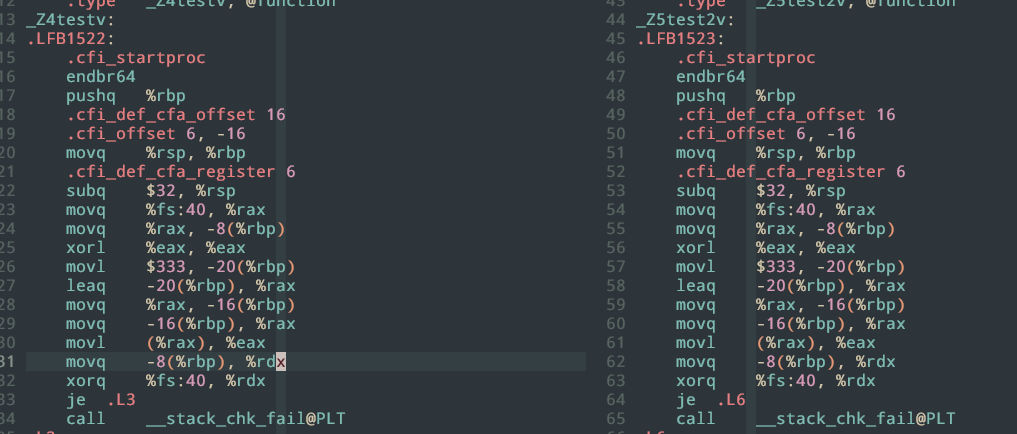 12 .type _Z4testv, @function
13 _Z4testv:
14 .LFB1522:
15 .cfi_startproc
16 endbr64
17 pushq %rbp
18 .cfi_def_cfa_offset 16
19 .cfi_offset 6, -16
20 movq %rsp, %rbp
21 .cfi_def_cfa_register 6
22 subq $32, %rsp
23 movq %fs:40, %rax
24 movq %rax, -8(%rbp)
25 xorl %eax, %eax
26 movl $333, -20(%rbp)
27 leaq -20(%rbp), %rax
28 movq %rax, -16(%rbp)
29 movq -16(%rbp), %rax
30 movl (%rax), %eax
31 movq -8(%rbp), %rdx
32 xorq %fs:40, %rdx
33 je .L3
34 call __stack_chk_fail@PLT
43 .type _Z5test2v, @function
44 _Z5test2v:
45 .LFB1523:
46 .cfi_startproc
47 endbr64
48 pushq %rbp
49 .cfi_def_cfa_offset 16
50 .cfi_offset 6, -16
51 movq %rsp, %rbp
52 .cfi_def_cfa_register 6
53 subq $32, %rsp
54 movq %fs:40, %rax
55 movq %rax, -8(%rbp)
56 xorl %eax, %eax
57 movl $333, -20(%rbp)
58 leaq -20(%rbp), %rax
59 movq %rax, -16(%rbp)
60 movq -16(%rbp), %rax
61 movl (%rax), %eax
62 movq -8(%rbp), %rdx
63 xorq %fs:40, %rdx
64 je .L6
65 call __stack_chk_fail@PLT